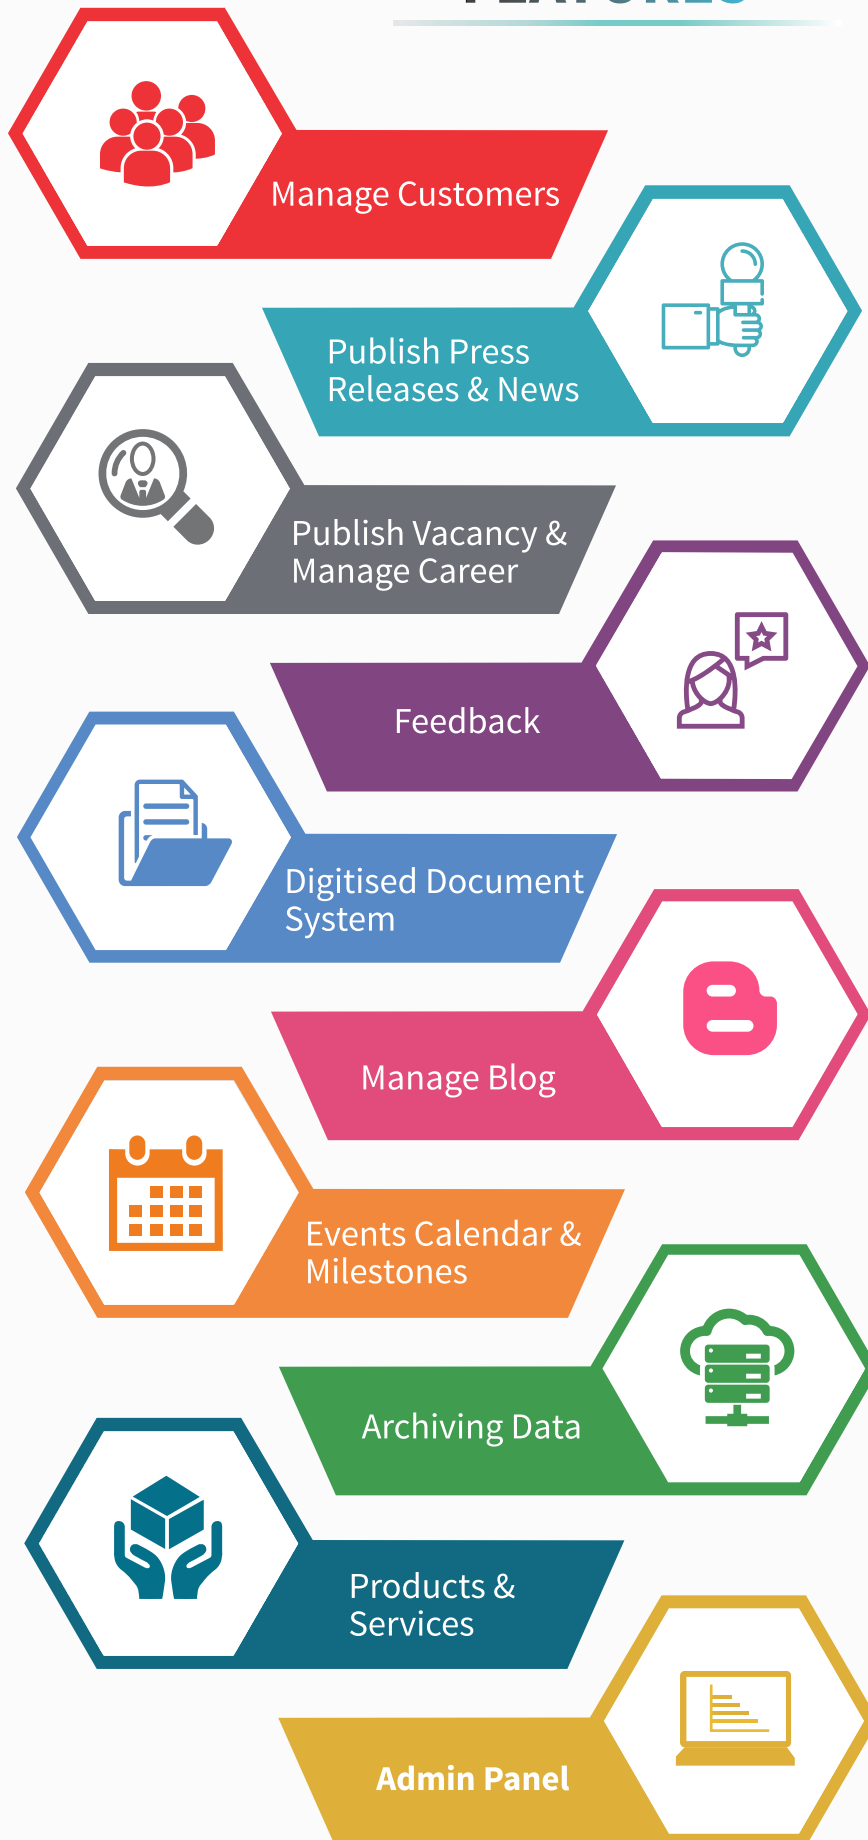 FEATURES
Manage Customers
Publish Press
Releases & News
Publish Vacancy &
Manage Career
Feedback
Digitised Document
System
Manage Blog
Events Calendar &
Milestones
Archiving Data
Products &
Services
Admin Panel